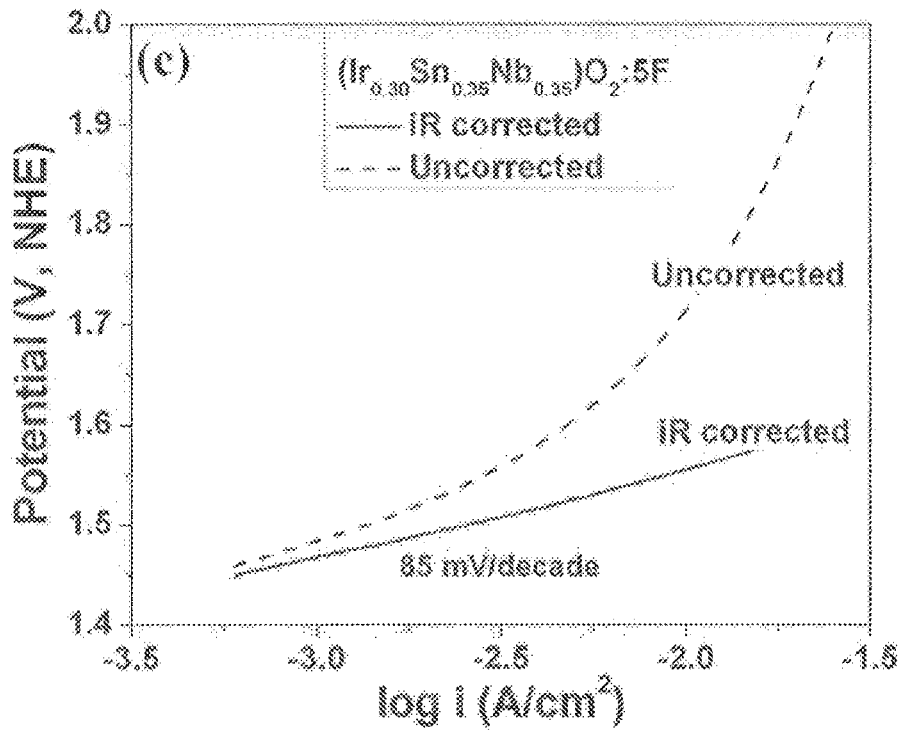 (c)
(Ir0.30Sn0.35Nb0.35)O2:5F
iR corrected
Uncorrected
Potential (V, NHE)
2.0
1.9
1.8
1.7
1.6
1.5
1.4
Uncorrected
iR corrected
85 mV/decade
-3.5 -3.0 -2.5 -2.0 -1.5
log i (A/cm2)